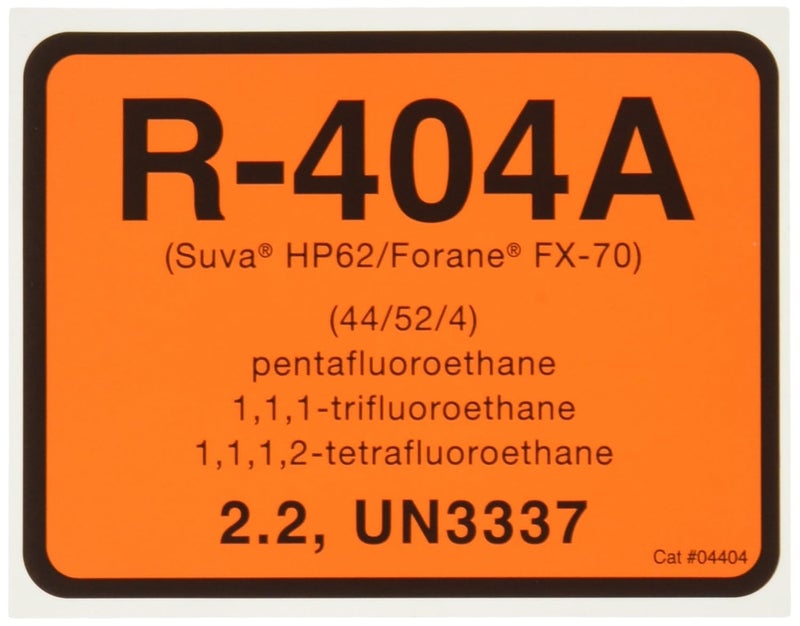 R-404A
(Suva® HP62/Forane® FX-70)
(44/52/4)
pentafluoroethane
1,1,1-trifluoroethane
1,1,1,2-tetrafluoroethane
2.2, UN3337
Cat #04404